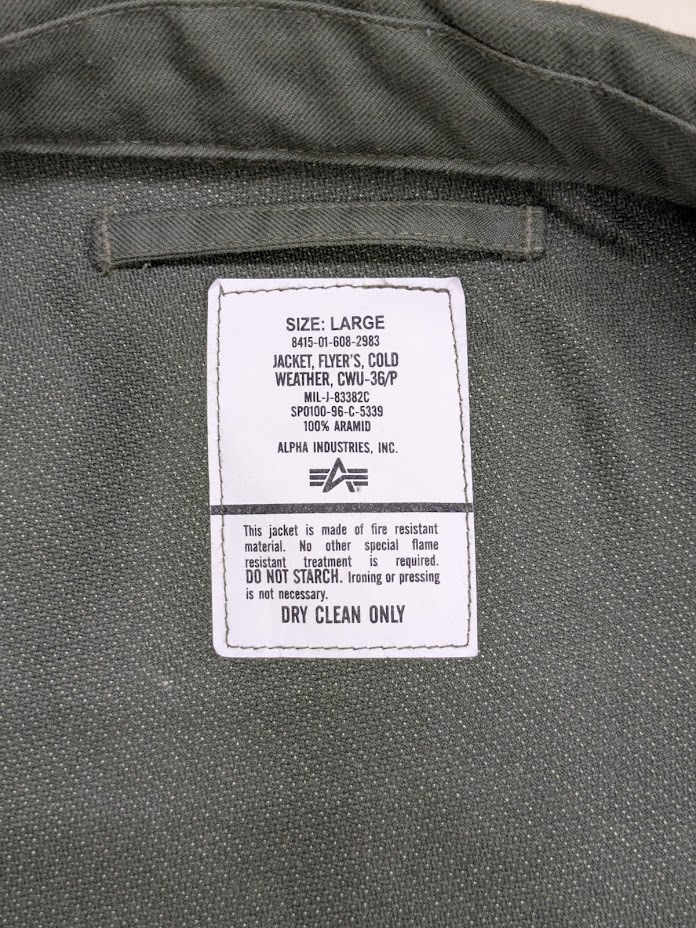 SIZE: LARGE
8415-01-608-2983
JACKET, FLYER'S, COLD
WEATHER, CWU-36/P
MIL-J-83382C
SP0100-96-C-5339
100% ARAMID
ALPHA INDUSTRIES, INC.
This jacket is made of fire resistant
material. No other special flame
resistant treatment is required.
DO NOT STARCH. Ironing or pressing
is not necessary.
DRY CLEAN ONLY